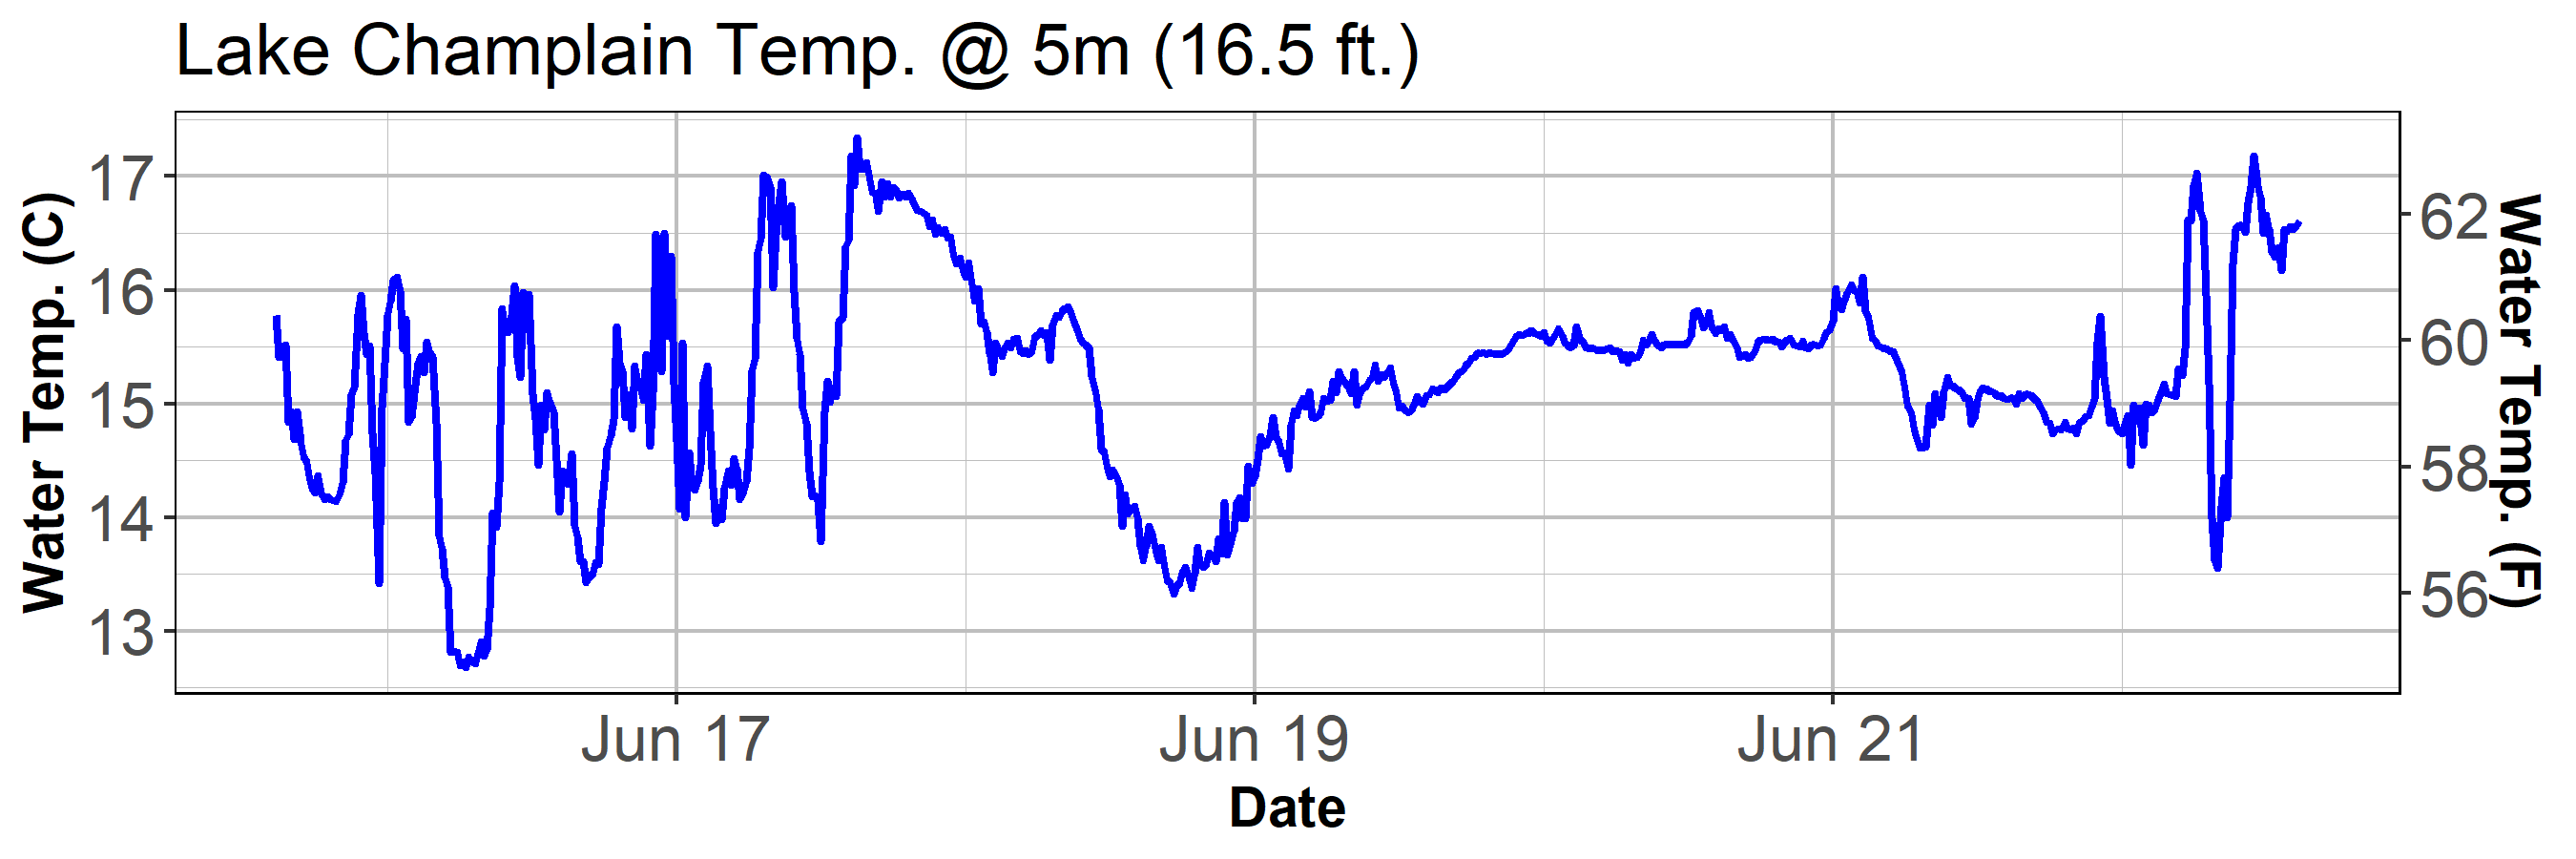 Lake Champlain Temp. @ 5m (16.5 ft.)
Water Temp. (C)
17
16
15
14
13
62
60
58
56
Water Temp. (F)
Jun 17
Jun 19
Jun 21
Date